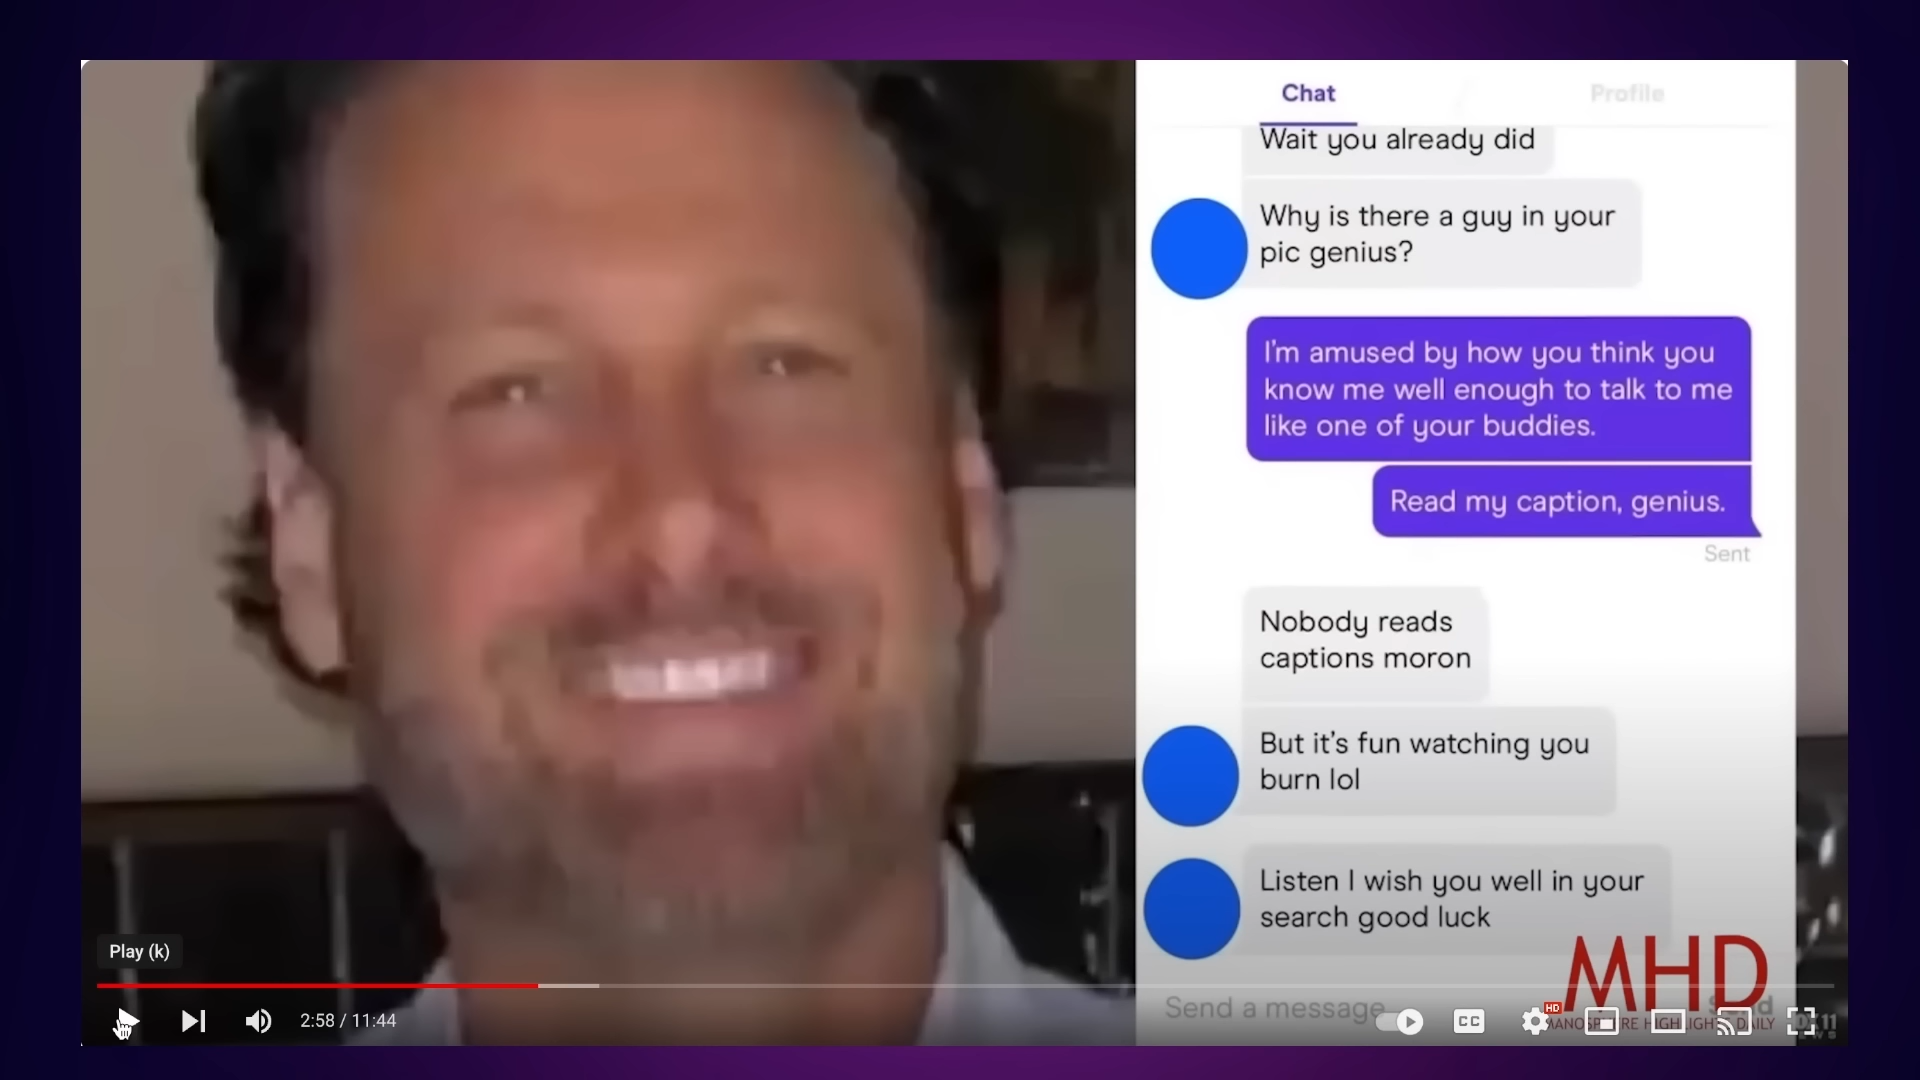 Chat
Profile
Wait you already did
Why is there a guy in your
pic genius?
I'm amused by how you think you
know me well enough to talk to me
like one of your buddies.
Read my caption, genius.
Sent
Nobody reads
captions moron
But it's fun watching you
burn lol
Listen I wish you well in your
search good luck
MHD
Play (k)
Send a message
2:58 / 11:44
CC
HD